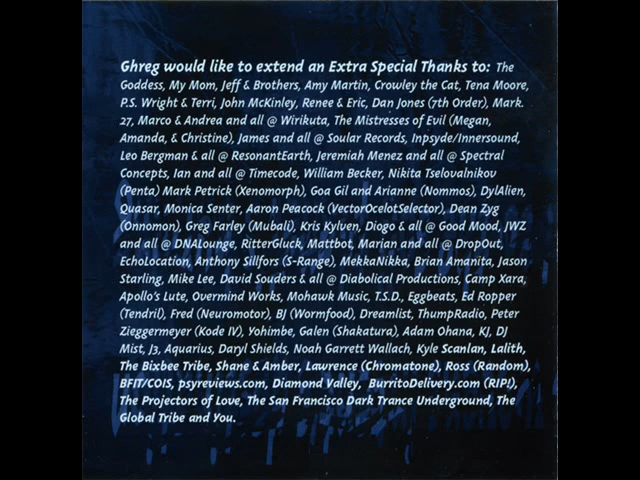 Ghreg would like to extend an Extra Special Thanks to: The
Goddess, My Mom, Jeff & Brothers, Amy Martin, Crowley the Cat, Tena Moore,
P.S. Wright & Terri, John McKinley, Renee & Eric, Dan Jones (7th Order), Mark.
27, Marco & Andrea and all @ Wirikuta, The Mistresses of Evil (Megan,
Amanda, & Christine), James and all @ Soular Records, Inpsyde/Innersound,
Leo Bergman & all @ ResonantEarth, Jeremiah Menez and all @ Spectral
Concepts, Ian and all @ Timecode, William Becker, Nikita Tselovalnikov
(Penta) Mark Petrick (Xenomorph), Goa Gil and Arianne (Nommos), DylAlien,
Quasar, Monica Senter, Aaron Peacock (VectorOcelotSelector), Dean Zyg
(Onnomon), Greg Farley (Mubali), Kris Kylven, Diogo & all @ Good Mood, JWZ
and all @ DNALounge, RitterGluck, Mattbot, Marian and all @ DropOut,
EchoLocation, Anthony Sillfors (S-Range), MekkaNikka, Brian Amanita, Jason
Starling, Mike Lee, David Souders & all @ Diabolical Productions, Camp Xara,
Apollo's Lute, Overmind Works, Mohawk Music, T.S.D., Eggbeats, Ed Ropper
(Tendril), Fred (Neuromotor), BJ (Wormfood), Dreamlist, ThumpRadio, Peter
Zieggermeyer (Kode IV), Yohimbe, Galen (Shakatura), Adam Ohana, KJ, DJ
Mist, J3, Aquarius, Daryl Shields, Noah Garrett Wallach, Kyle Scanlan, Lalith,
The Bixbee Tribe, Shane & Amber, Lawrence (Chromatone), Ross (Random),
BFIT/COIS, psyreviews.com, Diamond Valley,  BurritoDelivery.com (RIP!),
The Projectors of Love, The San Francisco Dark Trance Underground, The
Global Tribe and You.